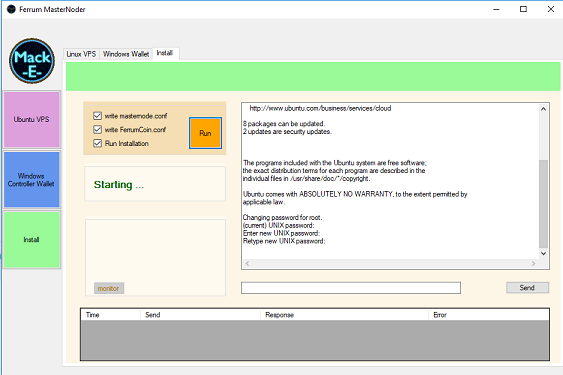 Ferrum MasterNoder
Mack
-E-
Linux VPS
Windows Wallet
Install
Ubuntu VPS
Windows
Controller Wallet
Install
write masternode.conf
write FerrumCoin.conf
Run Installation
Run
Starting ...
monitor
http://www.ubuntu.com/business/services/cloud
8 packages can be updated.
2 updates are security updates.
The programs included with the Ubuntu system are free software;
the exact distribution terms for each program are described in the
individual files in /usr/share/doc/*/copyright.
Ubuntu comes with ABSOLUTELY NO WARRANTY, to the extent permitted by
applicable law.
Changing password for root.
(current) UNIX password:
Enter new UNIX password:
Retype new UNIX password:
Send
Time
Send
Response
Error